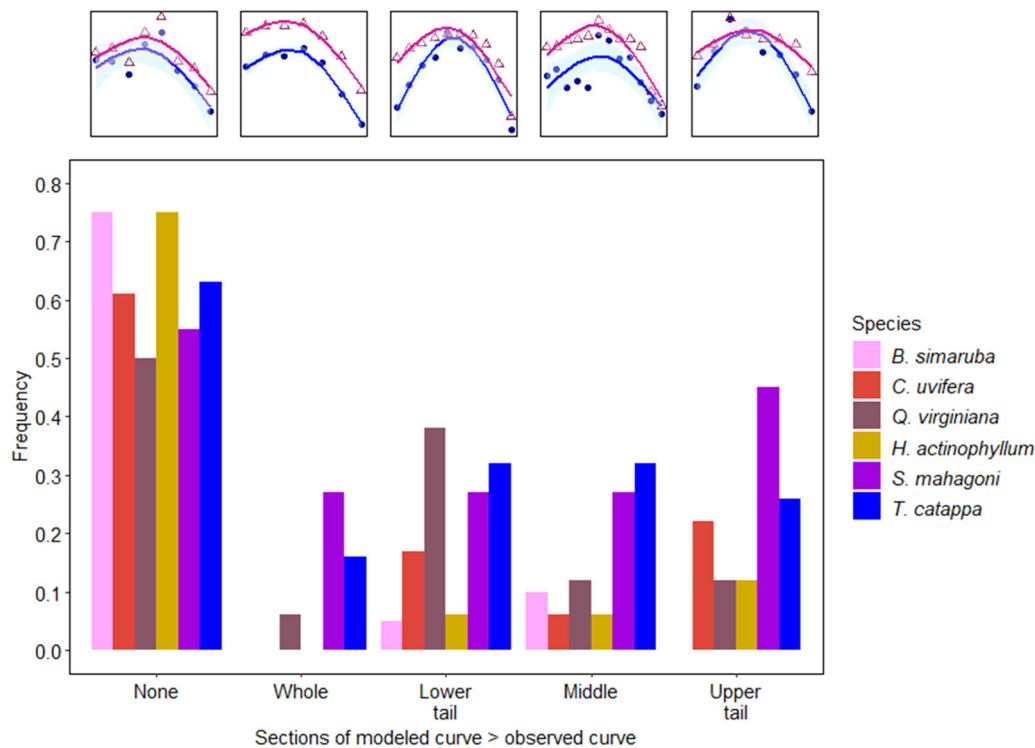 0.8
0.7
0.6
0.5
0.4
0.3
0.2
0.1
0.0
Frequency
None
Whole
Lower
tail
Middle
Upper
tail
Sections of modeled curve > observed curve
Species
B. simaruba
C. uvifera
Q. virginiana
H. actinophyllum
S. mahagoni
T. catappa